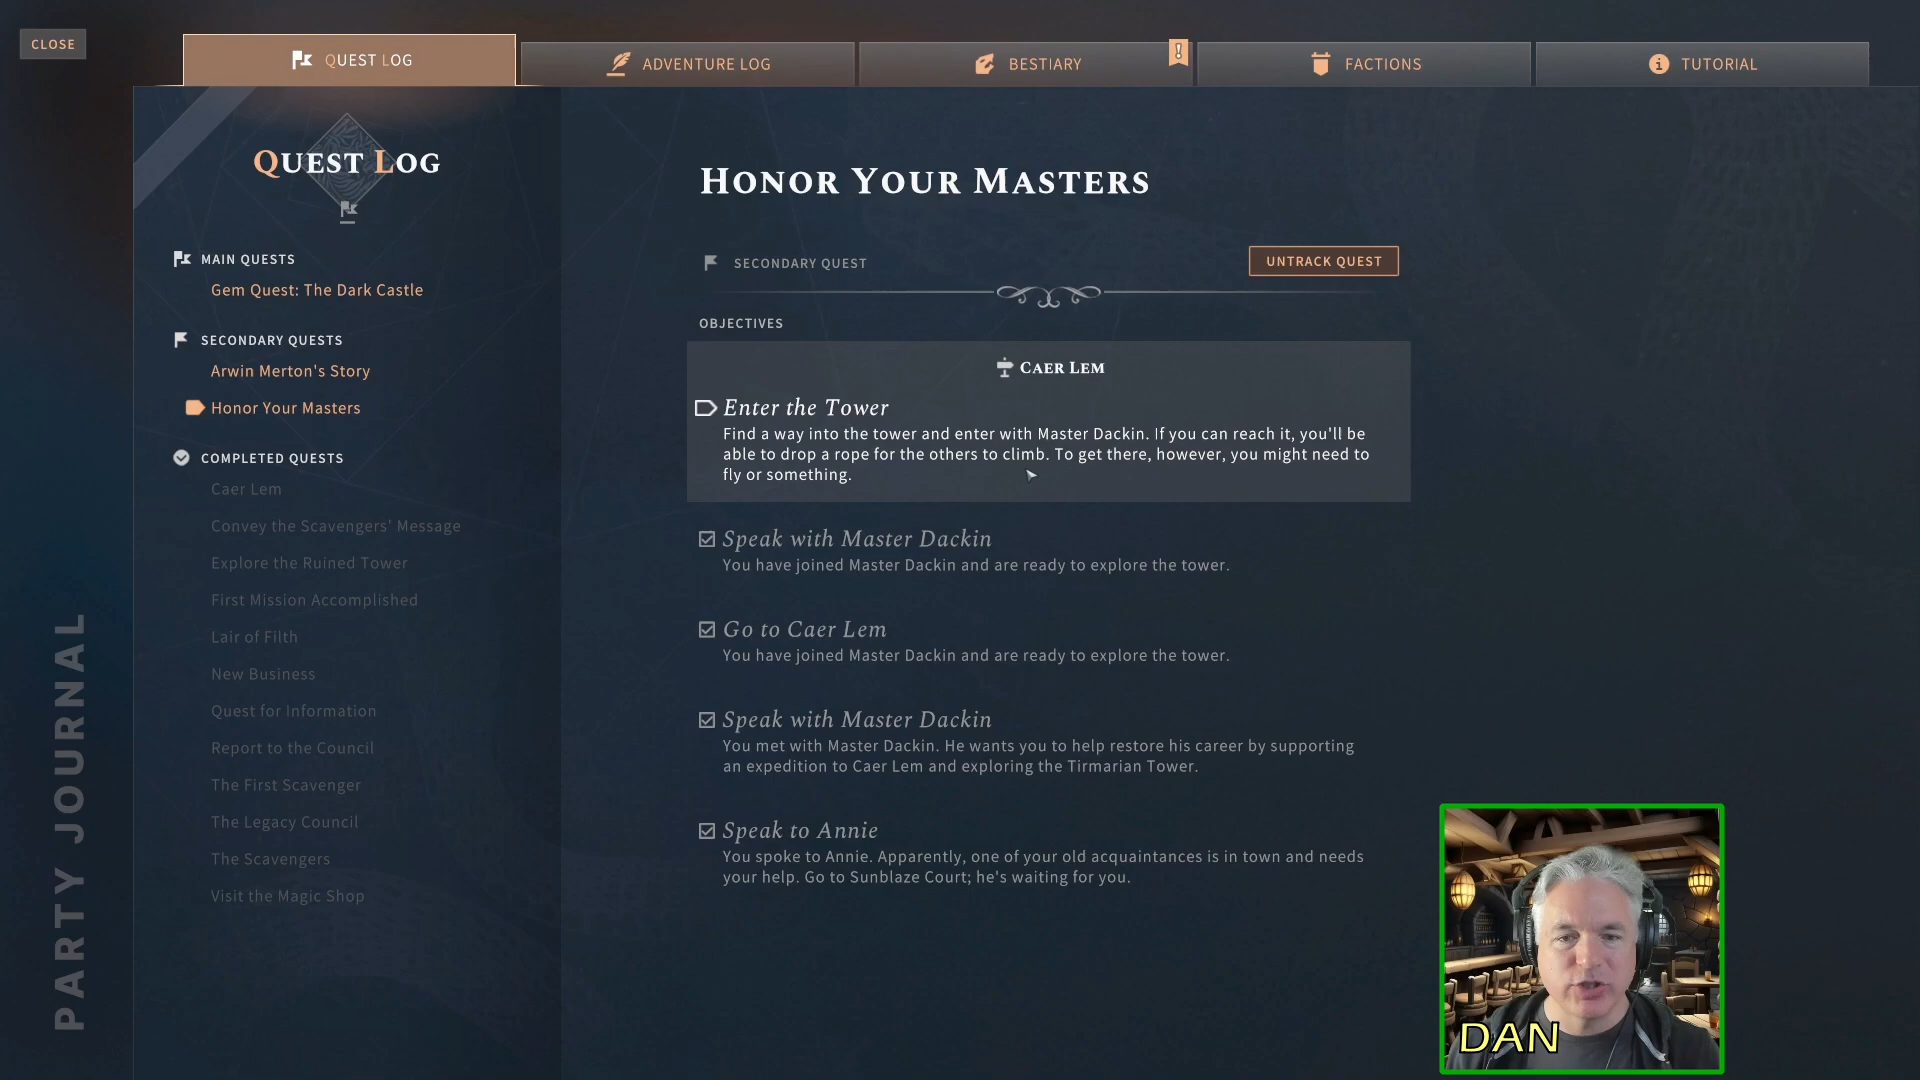 CLOSE
QUEST LOG
ADVENTURE LOG
BESTIARY
FACTIONS
TUTORIAL
QUEST LOG
MAIN QUESTS
Gem Quest: The Dark Castle
SECONDARY QUESTS
Arwin Merton's Story
Honor Your Masters
COMPLETED QUESTS
Caer Lem
Convey the Scavengers' Message
Explore the Ruined Tower
First Mission Accomplished
Lair of Filth
New Business
Quest for Information
Report to the Council
The First Scavenger
The Legacy Council
The Scavengers
Visit the Magic Shop
PARTY JOURNAL
HONOR YOUR MASTERS
SECONDARY QUEST
UNTRACK QUEST
OBJECTIVES
CAER LEM
Enter the Tower
Find a way into the tower and enter with Master Dackin. If you can reach it, you'll be
able to drop a rope for the others to climb. To get there, however, you might need to
fly or something.
Speak with Master Dackin
You have joined Master Dackin and are ready to explore the tower.
Go to Caer Lem
You have joined Master Dackin and are ready to explore the tower.
Speak with Master Dackin
You met with Master Dackin. He wants you to help restore his career by supporting
an expedition to Caer Lem and exploring the Tirmarian Tower.
Speak to Annie
You spoke to Annie. Apparently, one of your old acquaintances is in town and needs
your help. Go to Sunblaze Court; he's waiting for you.
DAN